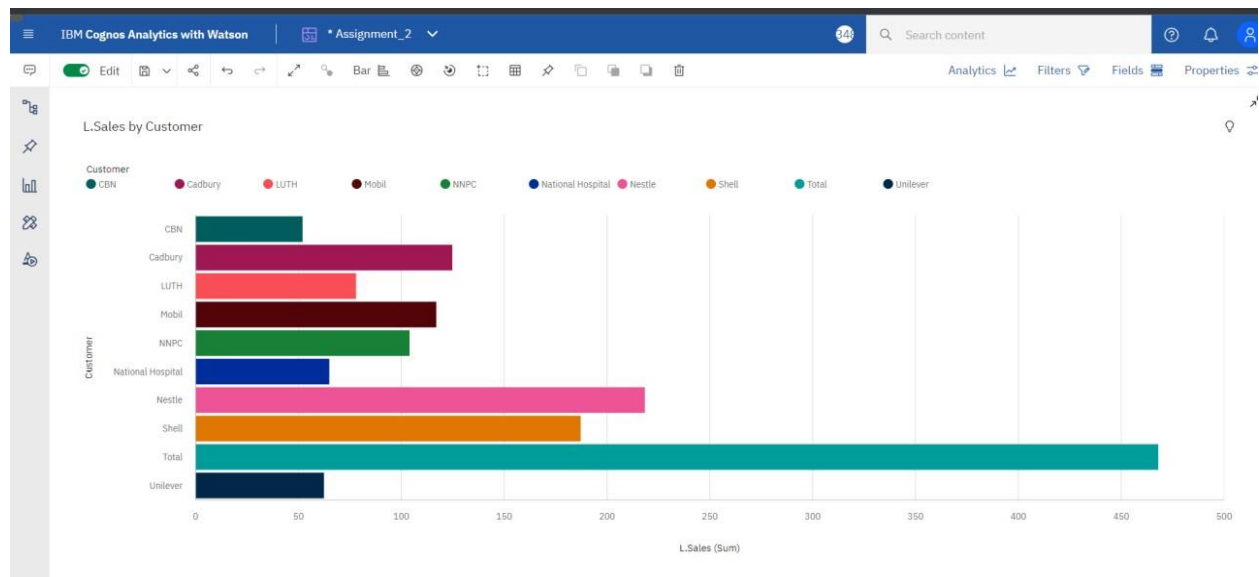 IBM Cognos Analytics with Watson
* Assignment_2
Search content
Edit
Bar
Analytics
Filters
Fields
Properties
L.Sales by Customer
Customer
CBN Cadbury LUTH Mobil NNPC National Hospital Nestle Shell Total Unilever
CBN
Cadbury
LUTH
Mobil
NNPC
National Hospital
Nestle
Shell
Total
Unilever
Customer
0 50 100 150 200 250 300 350 400 450 500
L.Sales (Sum)